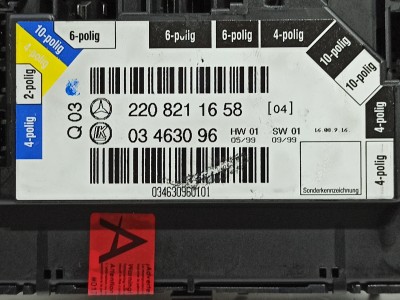 10-polig
6-polig
6-polig
6-polig
4-polig
10-polig
10-polig
4-polig
2-polig
4-polig
4-polig
4-polig
Q 03
220 821 16 58 [04]
03 4630 96 HW 01 SW 01
05/99 09/99
034630960101
Sonderkennzeichnung
A